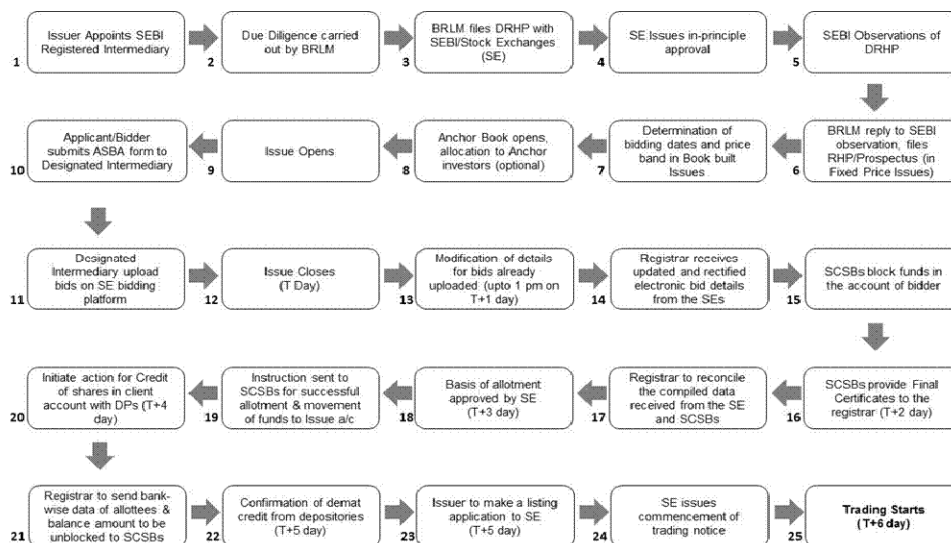 Issuer Appoints SEBI
Registered Intermediary
1
Due Diligence carried
out by BRLM
2
BRLM files DRHP with
SEBI/Stock Exchanges
(SE)
3
SE Issues in-principle
approval
4
SEBI Observations of
DRHP
5
BRLM reply to SEBI
observation, files
RHP/Prospectus (in
Fixed Price Issues)
6
Determination of
bidding dates and price
band in Book built
Issues
7
Anchor Book opens,
allocation to Anchor
investors (optional)
8
Issue Opens
9
Applicant/Bidder
submits ASBA form to
Designated Intermediary
10
Designated
Intermediary upload
bids on SE bidding
platform
11
Issue Closes
(T Day)
12
Modification of details
for bids already
uploaded (upto 1 pm on
T+1 day)
13
Registrar receives
updated and rectified
electronic bid details
from the SEs
14
SCSBs block funds in
the account of bidder
15
SCSBs provide Final
Certificates to the
registrar (T+2 day)
16
Registrar to reconcile
the compiled data
received from the SE
and SCSBs
17
Basis of allotment
approved by SE
(T+3 day)
18
Instruction sent to
SCSBs for successful
allotment & movement
of funds to Issue a/c
19
Initiate action for Credit
of shares in client
account with DPs (T+4
day)
20
Registrar to send bank-
wise data of allottees &
balance amount to be
unblocked to SCSBs
21
Confirmation of demat
credit from depositories
(T+5 day)
22
Issuer to make a listing
application to SE
(T+5 day)
23
SE issues
commencement of
trading notice
24
Trading Starts
(T+6 day)
25